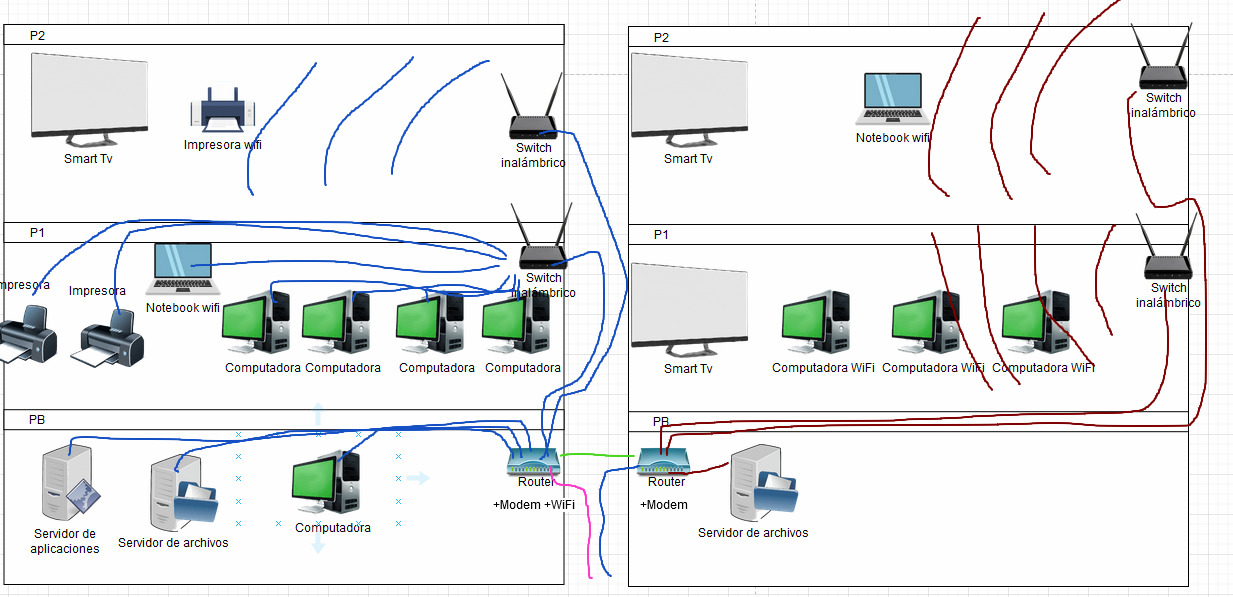 P2
Smart Tv
Impresora wifi
Switch
inalámbrico
P1
mpresora
Impresora
Notebook wifi
Switch
inalámbrico
Computadora
Computadora
Computadora
Computadora
PB
Servidor de
aplicaciones
Servidor de archivos
Computadora
Router
+Modem +WiFi
P2
Smart Tv
Notebook wifi
Switch
inalámbrico
P1
Smart Tv
Computadora WiFi
Computadora WiFi
Computadora WiFi
Switch
inalámbrico
PB
Router
+Modem
Servidor de archivos